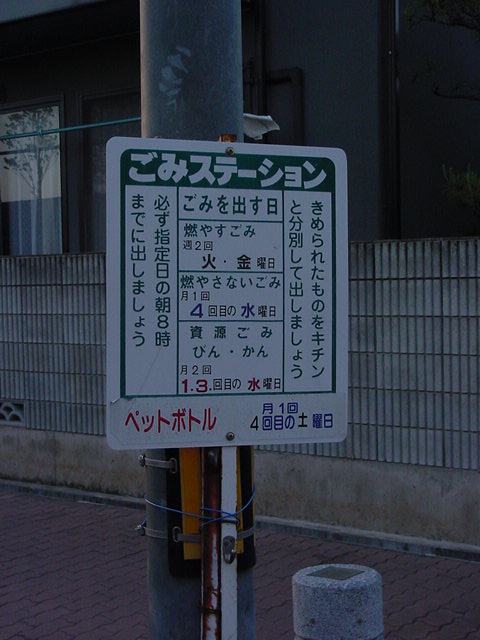 ごみステーション
きめられたものをキチン
と分別して出しましょう
ごみを出す日
燃やすごみ
週2回
火・金曜日
燃やさないごみ
月1回
4回目の水曜日
資源ごみ
びん・かん
月2回
1.3.回目の水曜日
必ず指定日の朝8時
までに出しましょう
ペットボトル
月1回
4回目の土曜日